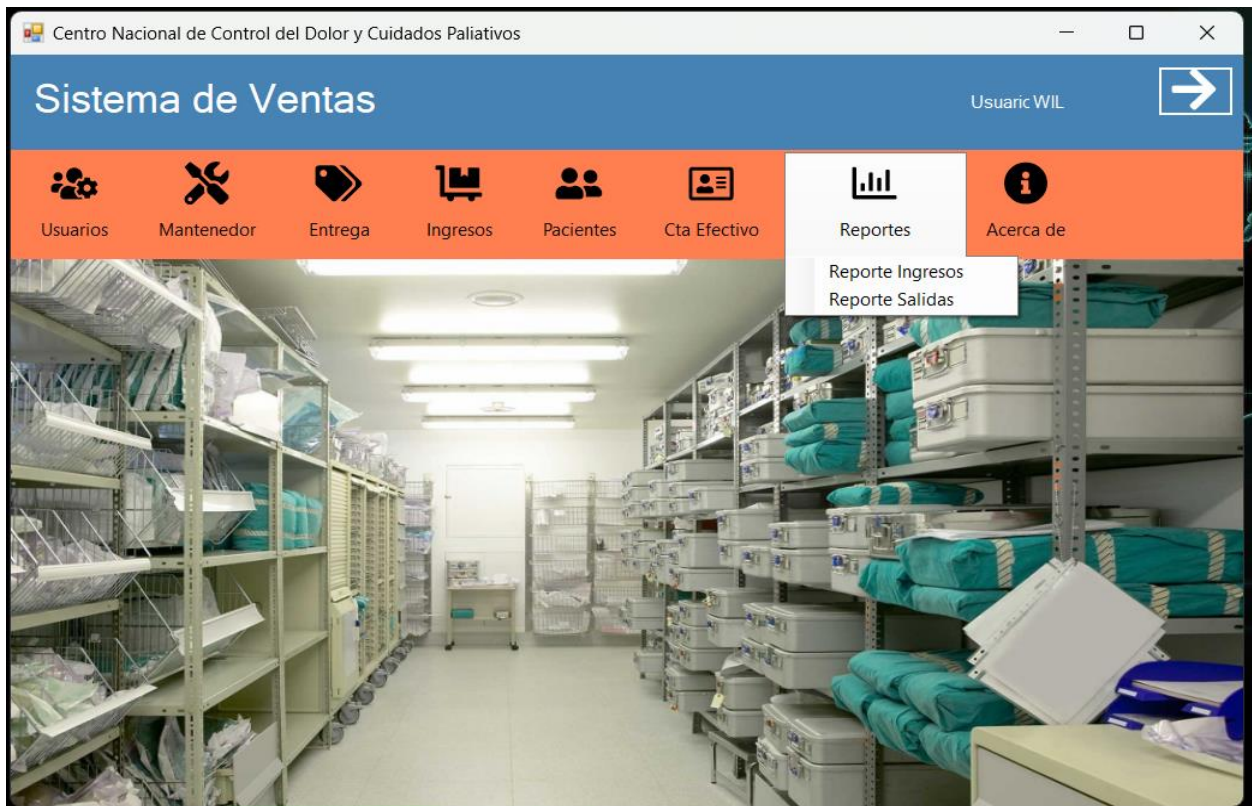 Centro Nacional de Control del Dolor y Cuidados Paliativos
Sistema de Ventas
Usuaric WIL
Usuarios
Mantenedor
Entrega
Ingresos
Pacientes
Cta Efectivo
Reportes
Acerca de
Reporte Ingresos
Reporte Salidas